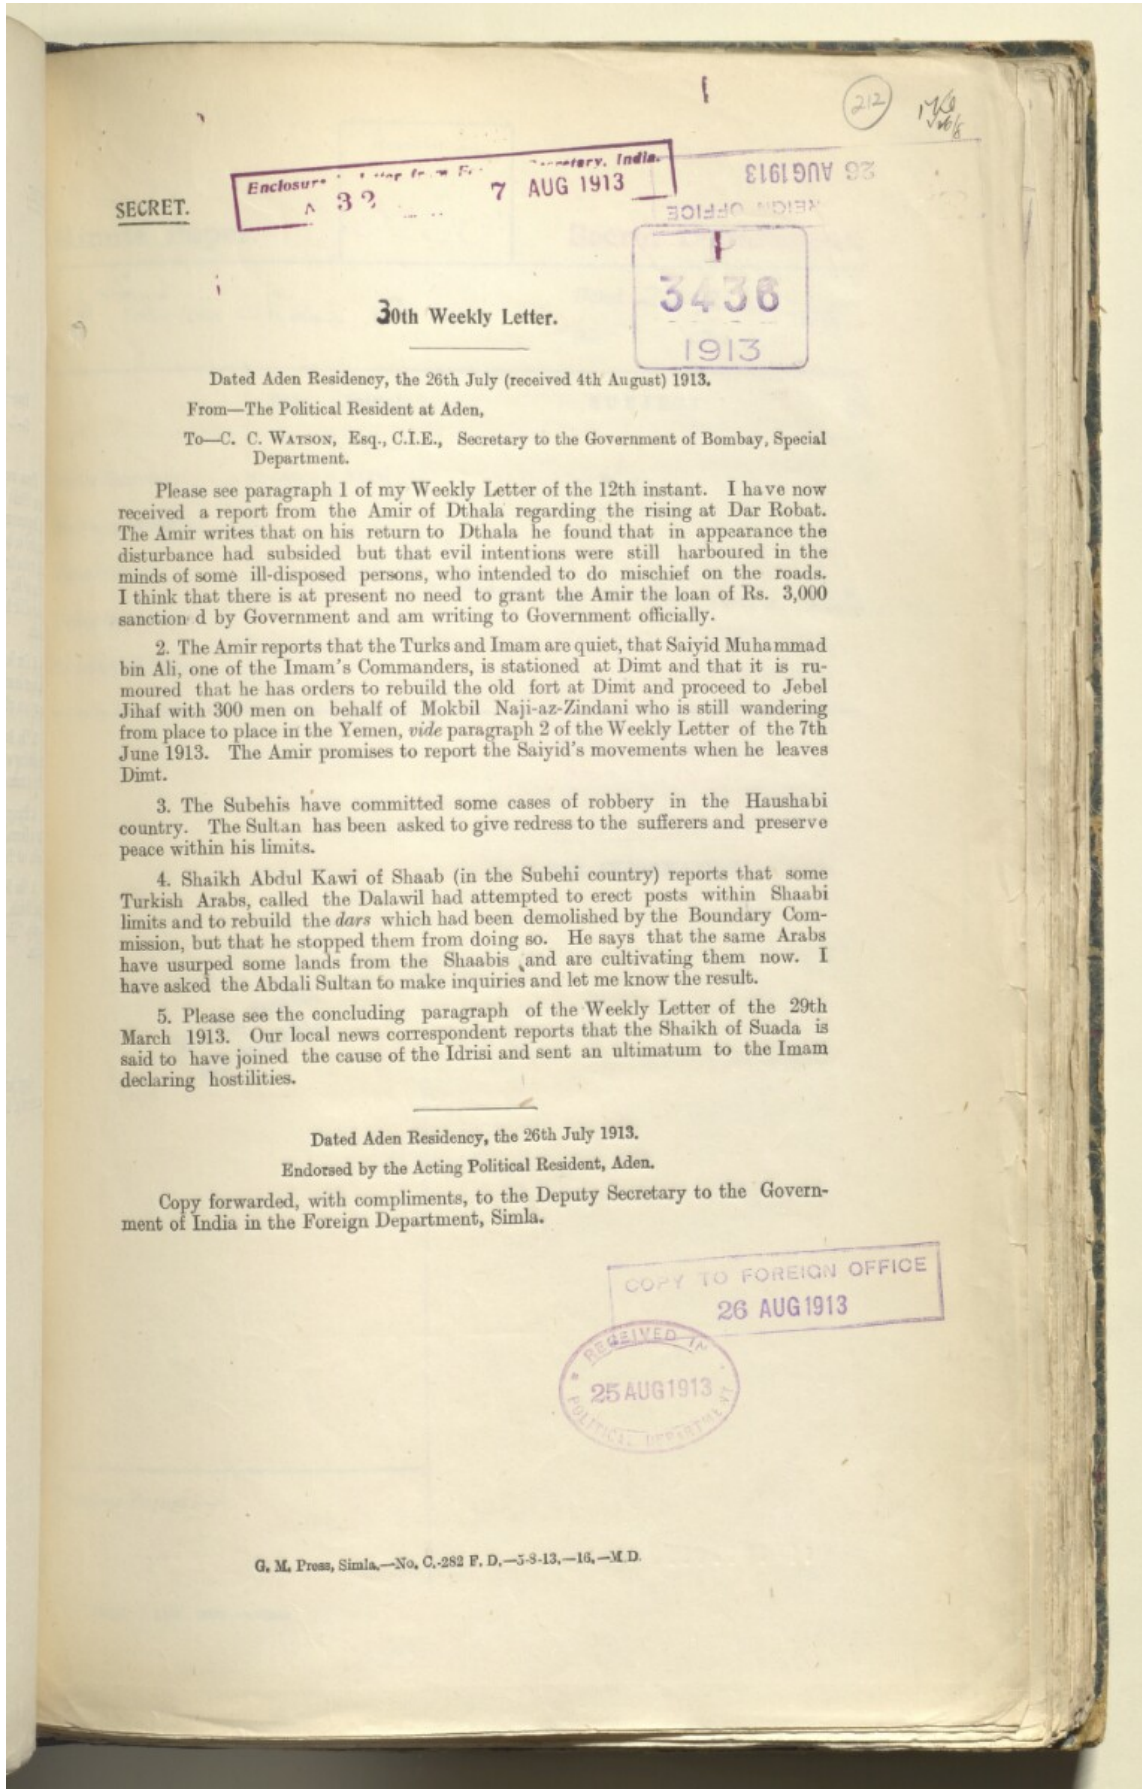 212
SECRET.
Enclosure
32
7 AUG 1913
India.
26 AUG 1913
3436
1913
30th Weekly Letter.
Dated Aden Residency, the 26th July (received 4th August) 1913.
From—The Political Resident at Aden,
To—C. C. WATSON, Esq., C.I.E., Secretary to the Government of Bombay, Special
Department.
Please see paragraph 1 of my Weekly Letter of the 12th instant. I have now
received a report from the Amir of Dthala regarding the rising at Dar Robat.
The Amir writes that on his return to Dthala he found that in appearance the
disturbance had subsided but that evil intentions were still harboured in the
minds of some ill-disposed persons, who intended to do mischief on the roads.
I think that there is at present no need to grant the Amir the loan of Rs. 3,000
sanction d by Government and am writing to Government officially.
2. The Amir reports that the Turks and Imam are quiet, that Saiyid Muhammad
bin Ali, one of the Imam's Commanders, is stationed at Dimt and that it is ru-
moured that he has orders to rebuild the old fort at Dimt and proceed to Jebel
Jihaf with 300 men on behalf of Mokbil Naji-az-Zindani who is still wandering
from place to place in the Yemen, vide paragraph 2 of the Weekly Letter of the 7th
June 1913. The Amir promises to report the Saiyid's movements when he leaves
Dimt.
3. The Subehis have committed some cases of robbery in the Haushabi
country. The Sultan has been asked to give redress to the sufferers and preserve
peace within his limits.
4. Shaikh Abdul Kawi of Shaab (in the Subehi country) reports that some
Turkish Arabs, called the Dalawil had attempted to erect posts within Shaabi
limits and to rebuild the dars which had been demolished by the Boundary Com-
mission, but that he stopped them from doing so. He says that the same Arabs
have usurped some lands from the Shaabis and are cultivating them now. I
have asked the Abdali Sultan to make inquiries and let me know the result.
5. Please see the concluding paragraph of the Weekly Letter of the 29th
March 1913. Our local news correspondent reports that the Shaikh of Suada is
said to have joined the cause of the Idrisi and sent an ultimatum to the Imam
declaring hostilities.
Dated Aden Residency, the 26th July 1913.
Endorsed by the Acting Political Resident, Aden.
Copy forwarded, with compliments, to the Deputy Secretary to the Govern-
ment of India in the Foreign Department, Simla.
COPY TO FOREIGN OFFICE
26 AUG 1913
RECEIVED IN
25 AUG 1913
POLITICAL DEPARTMENT
G. M. Press, Simla.—No. C.-282 F. D.—5-8-13.—16.—M.D.